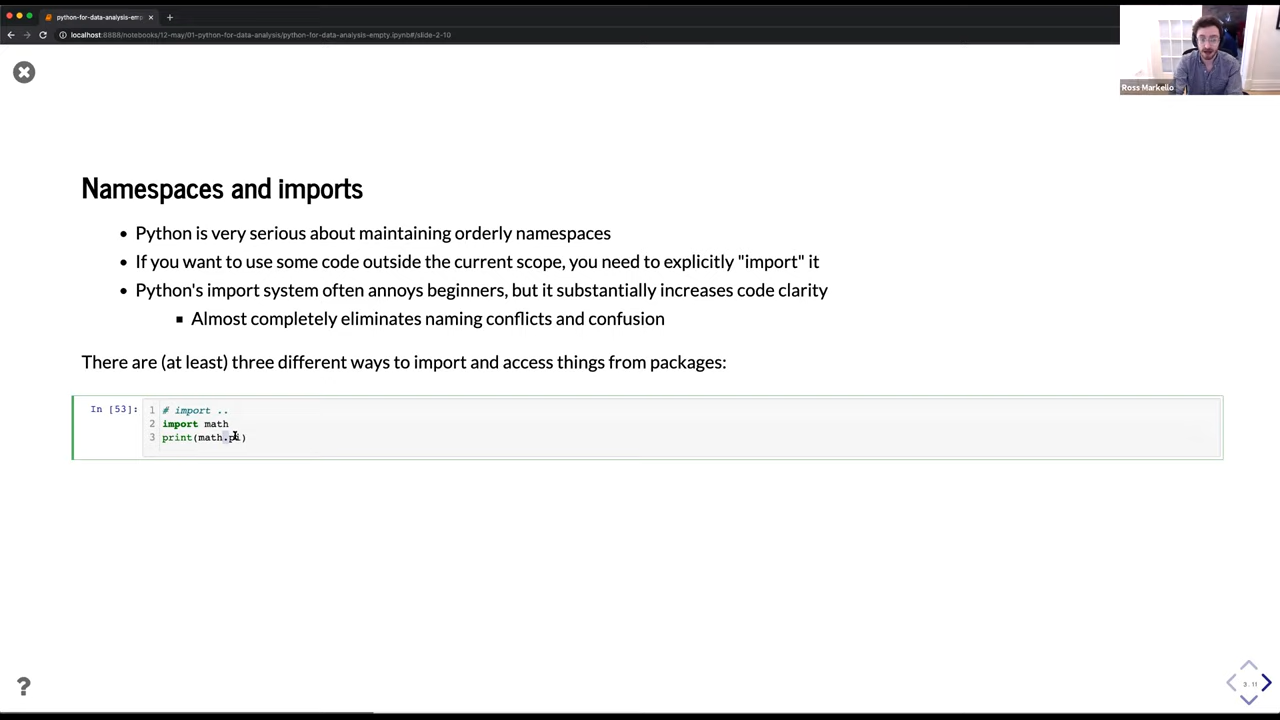 python-for-data-analysis-emp
localhost:8888/notebooks/12-may/01-python-for-data-analysis/python-for-data-analysis-empty.ipynb#/slide-2-10
Ross Markello
Namespaces and imports
• Python is very serious about maintaining orderly namespaces
• If you want to use some code outside the current scope, you need to explicitly "import" it
• Python's import system often annoys beginners, but it substantially increases code clarity
▪ Almost completely eliminates naming conflicts and confusion
There are (at least) three different ways to import and access things from packages:
In [53]:
1 # import ..
2 import math
3 print(math.pi)
?
3.11